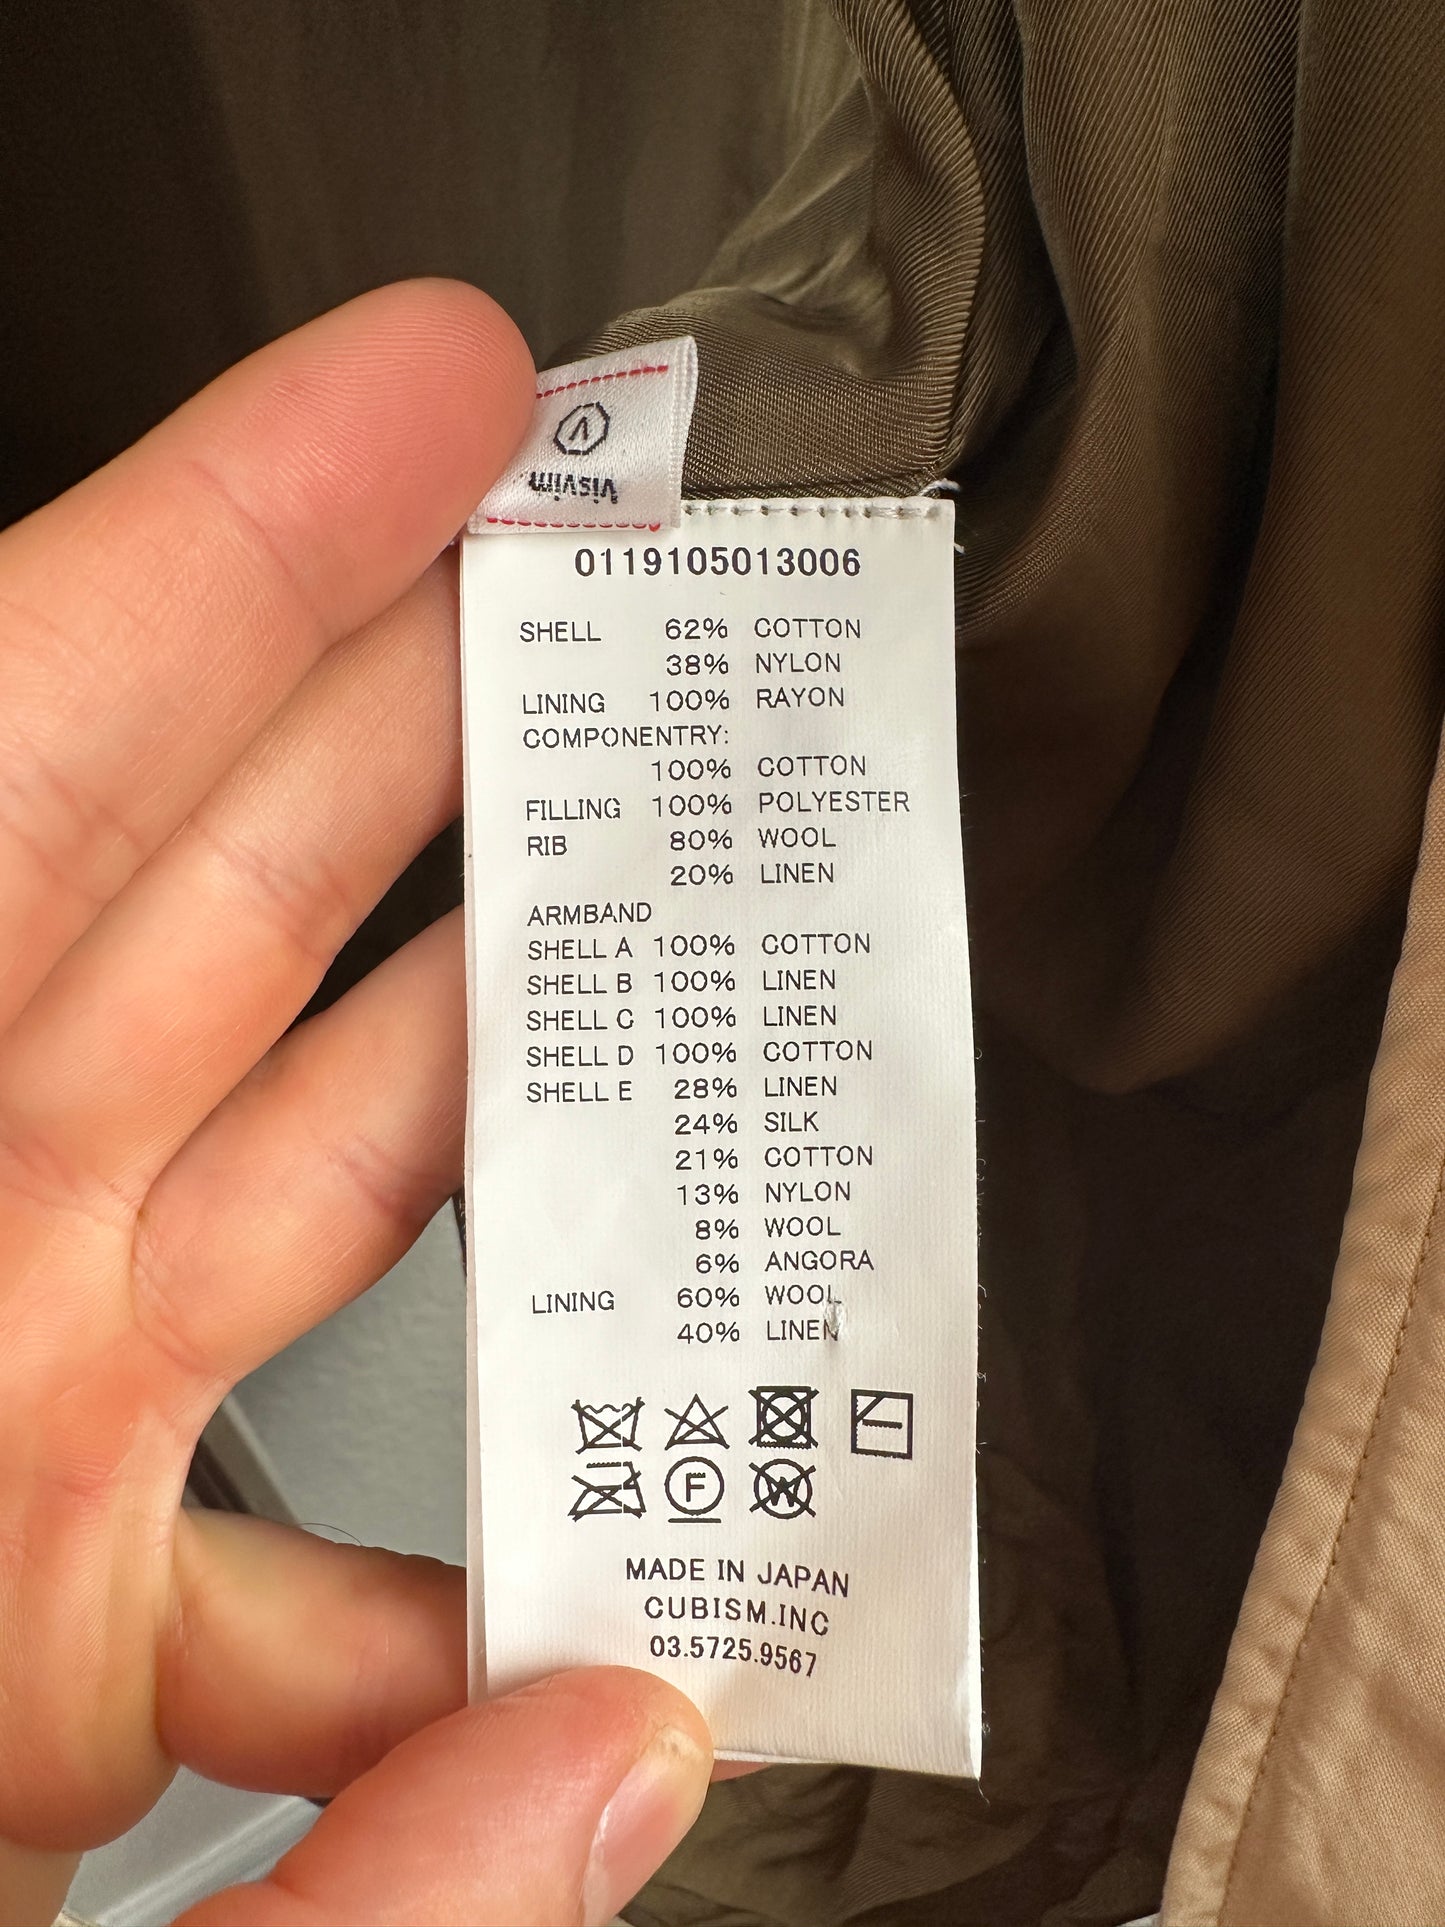 visvim
V
0119105013006
SHELL 62% COTTON
38% NYLON
LINING 100% RAYON
COMPONENTRY:
100% COTTON
FILLING 100% POLYESTER
RIB 80% WOOL
20% LINEN
ARMBAND
SHELL A 100% COTTON
SHELL B 100% LINEN
SHELL C 100% LINEN
SHELL D 100% COTTON
SHELL E 28% LINEN
24% SILK
21% COTTON
13% NYLON
8% WOOL
6% ANGORA
LINING 60% WOOL
40% LINEN
F W
MADE IN JAPAN
CUBISM.INC
03.5725.9567